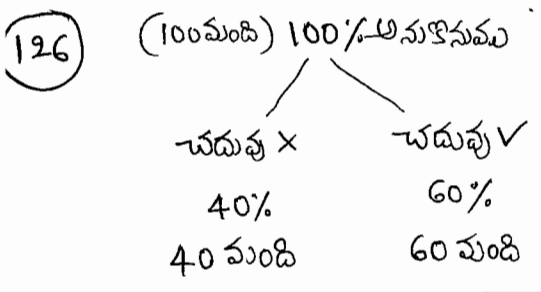 126 (100మంది) 100% అనుకొనుము
చదువు × చదువు ✓
40% 60%
40 మంది 60 మంది